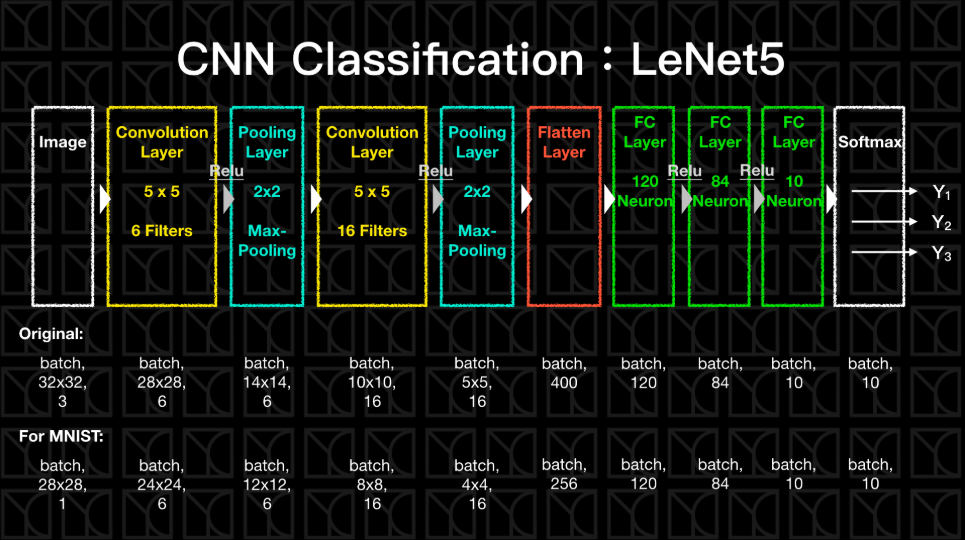 CNN Classification：LeNet5
Image
Convolution
Layer
5 x 5
6 Filters
Relu
Pooling
Layer
2x2
Max-
Pooling
Convolution
Layer
5 x 5
16 Filters
Relu
Pooling
Layer
2x2
Max-
Pooling
Flatten
Layer
FC
Layer
120
Neuron
Relu
FC
Layer
84
Neuron
Relu
FC
Layer
10
Neuron
Softmax
Y1
Y2
Y3
Original:
batch,
32x32,
3
batch,
28x28,
6
batch,
14x14,
6
batch,
10x10,
16
batch,
5x5,
16
batch,
400
batch,
120
batch,
84
batch,
10
batch,
10
For MNIST:
batch,
28x28,
1
batch,
24x24,
6
batch,
12x12,
6
batch,
8x8,
16
batch,
4x4,
16
batch,
256
batch,
120
batch,
84
batch,
10
batch,
10